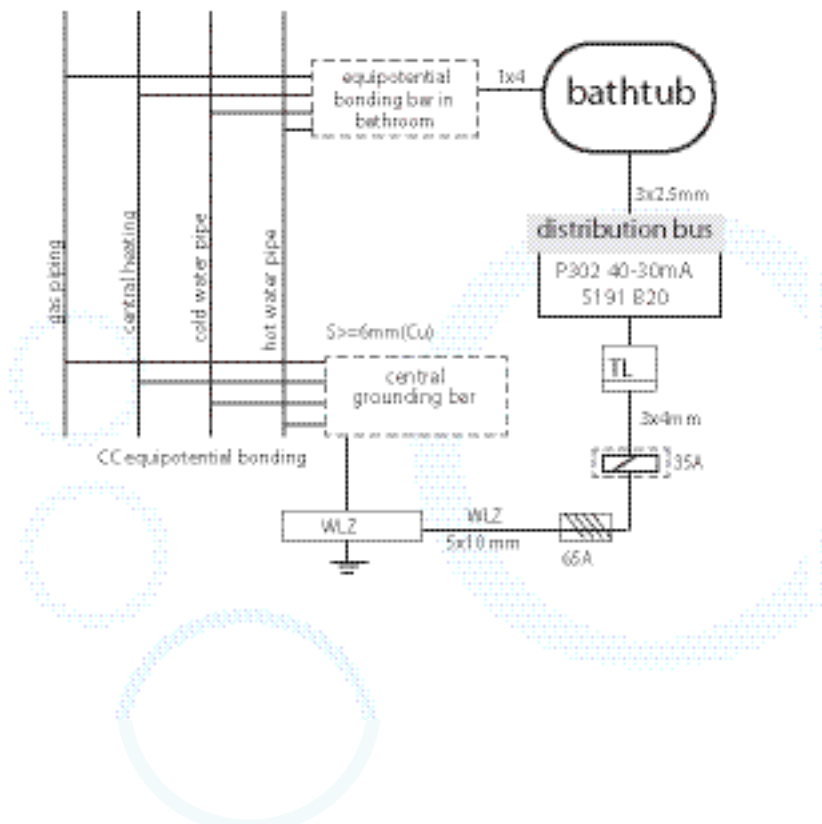 equipotential
bonding bar in
bathroom
1x4
bathtub
3x2.5mm
distribution bus
P302 40-30mA
S191 B20
gas piping
central heating
cold water pipe
hot water pipe
S>=6mm(Cu)
central
grounding bar
TL
3x4mm
35A
CC equipotential bonding
WLZ
WLZ
5x10 mm
65A